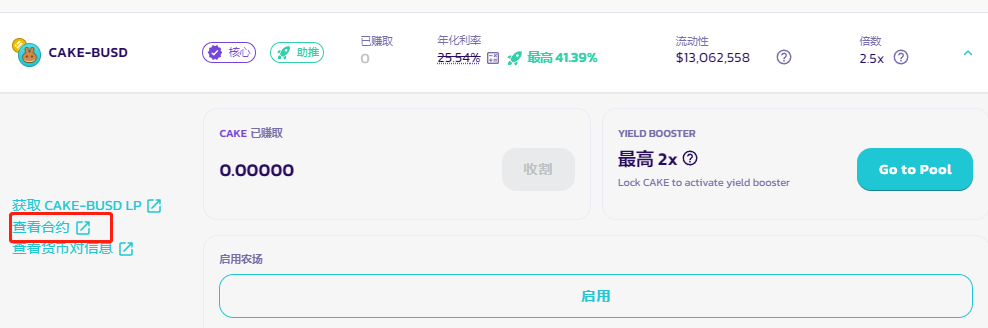 CAKE-BUSD
核心
助推
已赚取
0
年化利率
25.54% 最高 41.39%
流动性
$13,062,558
倍数
2.5x
CAKE 已赚取
0.00000
收割
YIELD BOOSTER
最高 2x
Lock CAKE to activate yield booster
Go to Pool
获取 CAKE-BUSD LP
查看合约
查看货币对信息
启用农场
启用